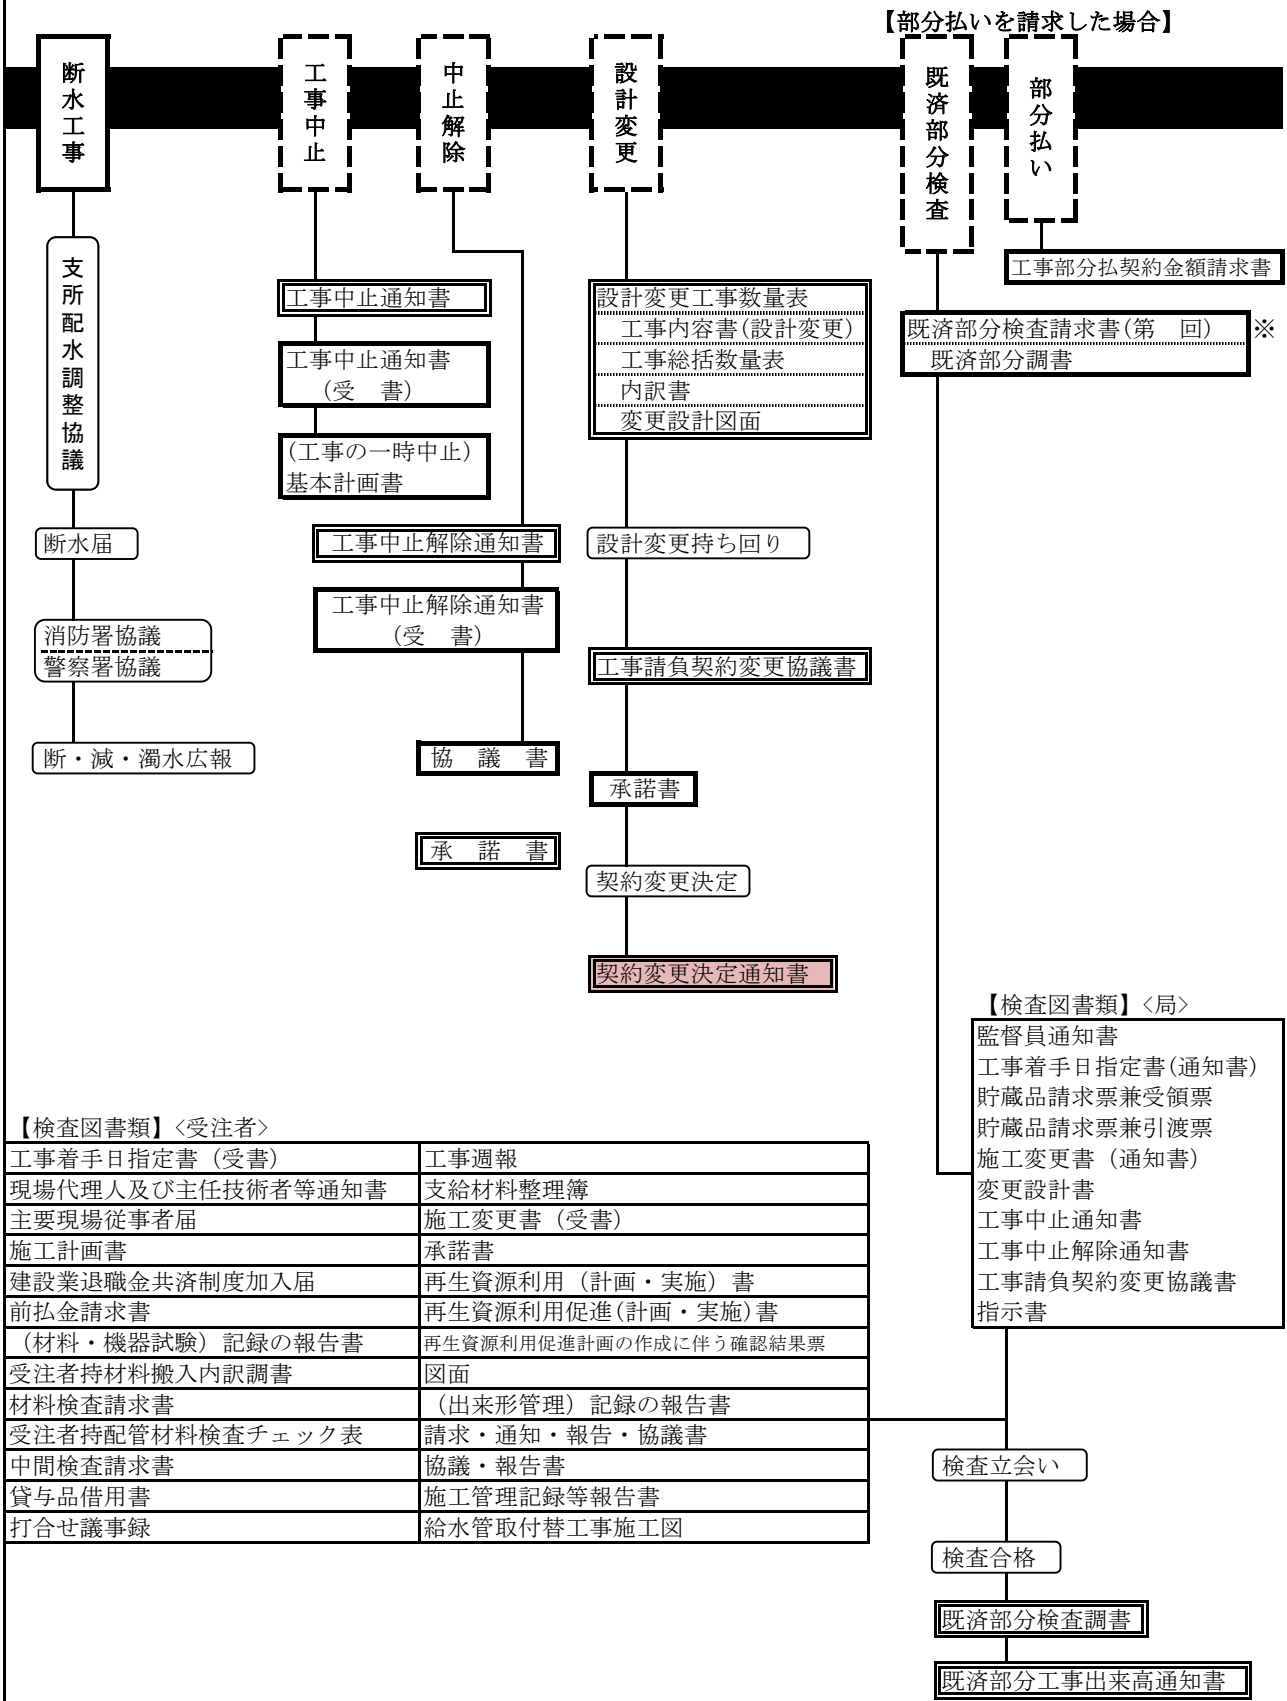 【部分払いを請求した場合】
断水工事
工事中止
中止解除
設計変更
既済部分検査
部分払い
支所配水調整協議
断水届
消防署協議
警察署協議
断・減・濁水広報
工事中止通知書
工事中止通知書
(受　書)
(工事の一時中止)
基本計画書
工事中止解除通知書
工事中止解除通知書
(受　書)
協　議　書
承　諾　書
設計変更工事数量表
工事内容書(設計変更)
工事総括数量表
内訳書
変更設計図面
設計変更持ち回り
工事請負契約変更協議書
承諾書
契約変更決定
契約変更決定通知書
工事部分払契約金額請求書
既済部分検査請求書(第　回)　※
既済部分調書
【検査図書類】<局>
監督員通知書
工事着手日指定書(通知書)
貯蔵品請求票兼受領票
貯蔵品請求票兼引渡票
施工変更書（通知書）
変更設計書
工事中止通知書
工事中止解除通知書
工事請負契約変更協議書
指示書
【検査図書類】<受注者>
工事着手日指定書（受書）　工事週報
現場代理人及び主任技術者等通知書　支給材料整理簿
主要現場従事者届　施工変更書（受書）
施工計画書　承諾書
建設業退職金共済制度加入届　再生資源利用（計画・実施）書
前払金請求書　再生資源利用促進(計画・実施)書
（材料・機器試験）記録の報告書　再生資源利用促進計画の作成に伴う確認結果票
受注者持材料搬入内訳調書　図面
材料検査請求書　（出来形管理）記録の報告書
受注者持配管材料検査チェック表　請求・通知・報告・協議書
中間検査請求書　協議・報告書
貸与品借用書　施工管理記録等報告書
打合せ議事録　給水管取付替工事施工図
検査立会い
検査合格
既済部分検査調書
既済部分工事出来高通知書